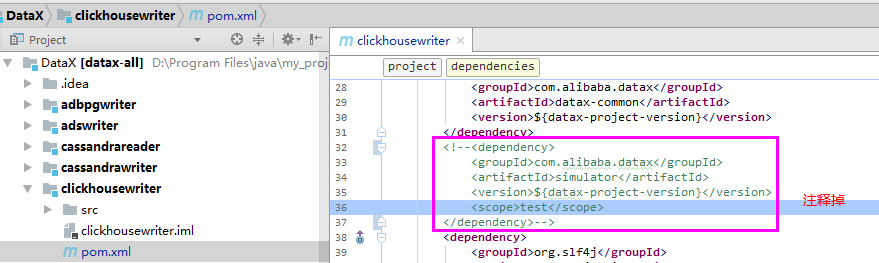 DataX clickhousewriter pom.xml
Project
clickhousewriter
DataX [datax-all] D:\Program Files\java\my_proj
.idea
adbpgwriter
adswriter
cassandrareader
cassandrawriter
clickhousewriter
src
clickhousewriter.iml
pom.xml
project dependencies
28 <groupId>com.alibaba.datax</groupId>
29 <artifactId>datax-common</artifactId>
30 <version>${datax-project-version}</version>
31 </dependency>
32 <!--<dependency>
33 <groupId>com.alibaba.datax</groupId>
34 <artifactId>simulator</artifactId>
35 <version>${datax-project-version}</version>
36 <scope>test</scope>
37 </dependency>-->
38 <dependency>
39 <groupId>org.slf4j</groupId>
注释掉